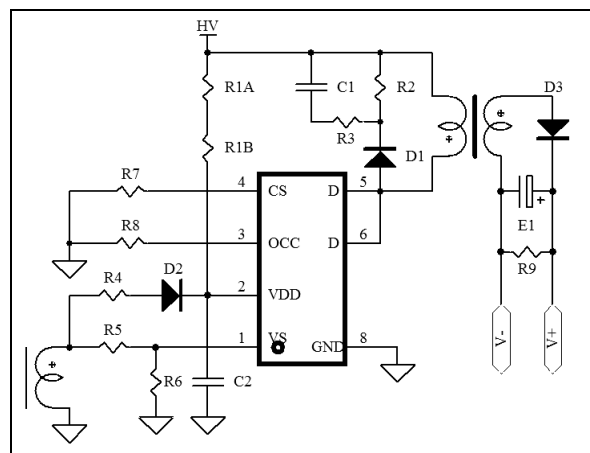 HV
R1A
C1
R2
D3
R3
R1B
D1
R7
4
CS
D
5
E1
R8
3
OCC
D
6
R9
R4
D2
2
VDD
R5
1
VS
GND
8
V-
V+
R6
C2